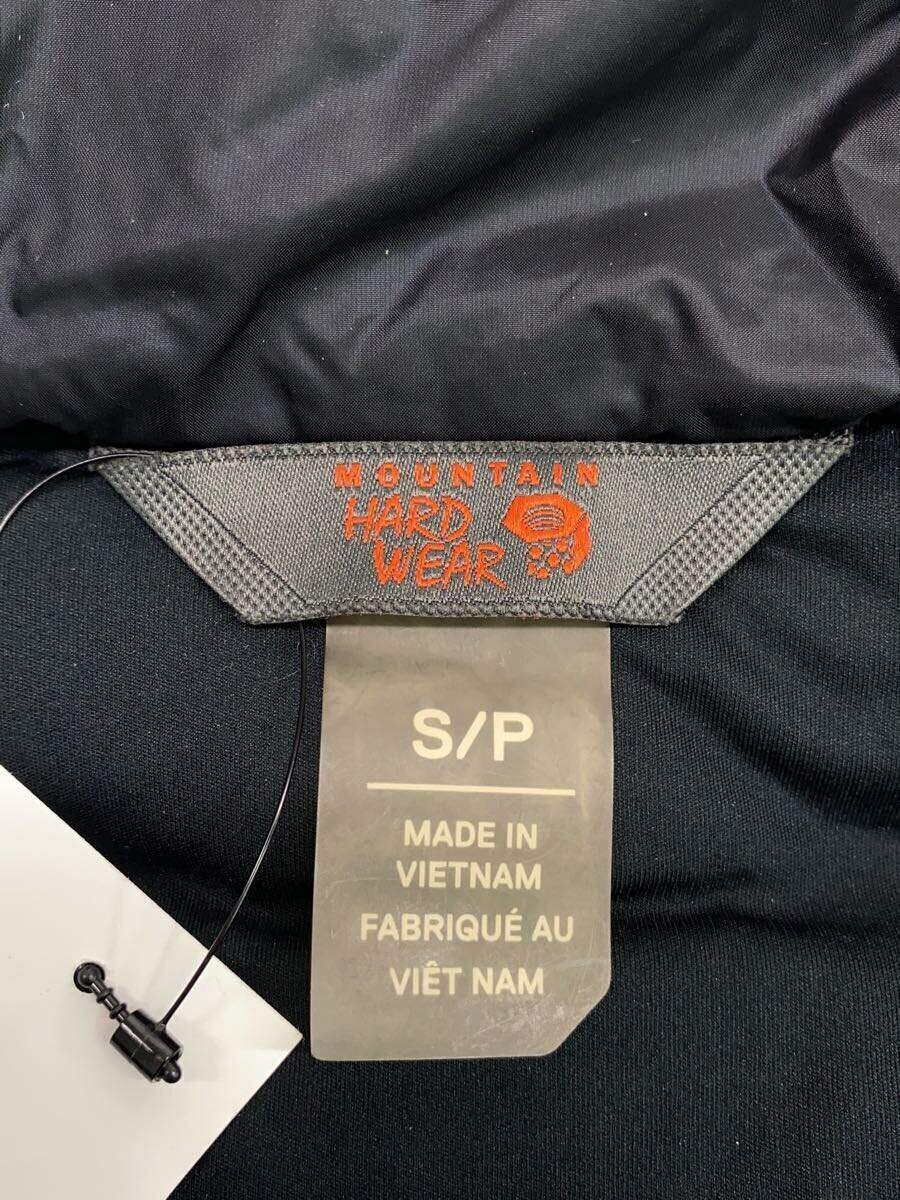 MOUNTAIN
HARD
WEAR
S/P
MADE IN
VIETNAM
FABRIQUÉ AU
VIÊT NAM